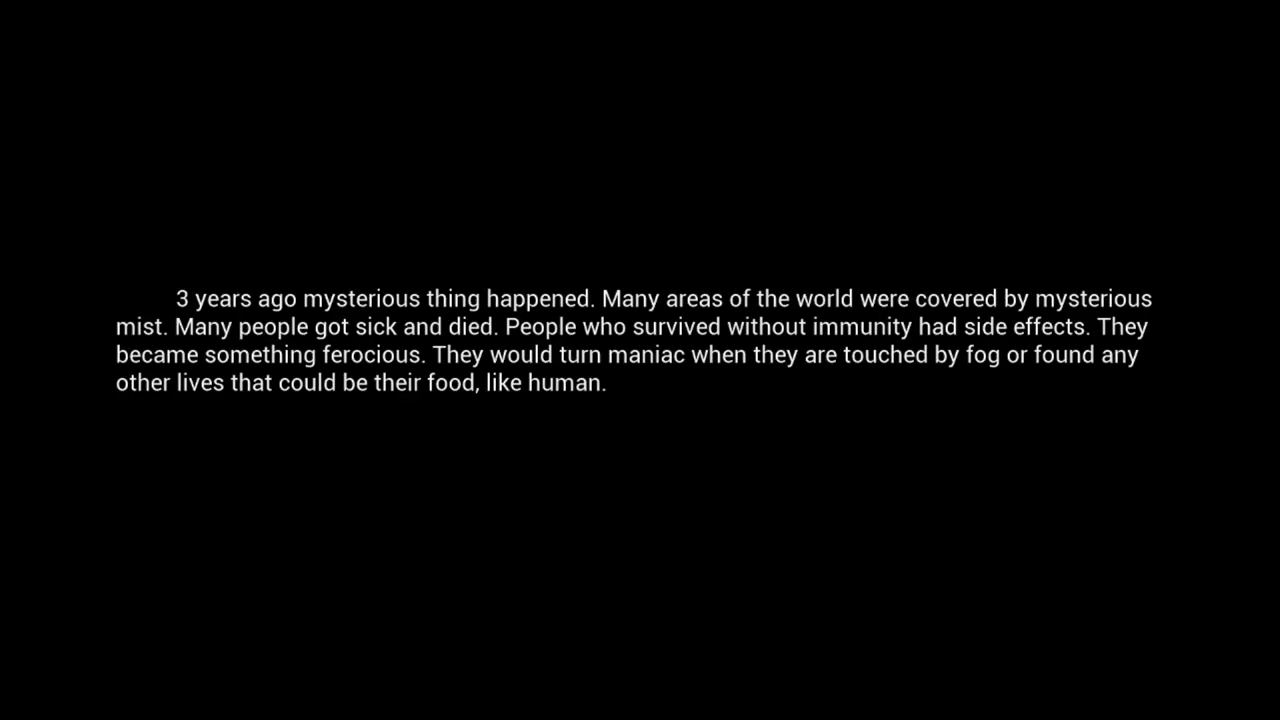 3 years ago mysterious thing happened. Many areas of the world were covered by mysterious
mist. Many people got sick and died. People who survived without immunity had side effects. They
became something ferocious. They would turn maniac when they are touched by fog or found any
other lives that could be their food, like human.